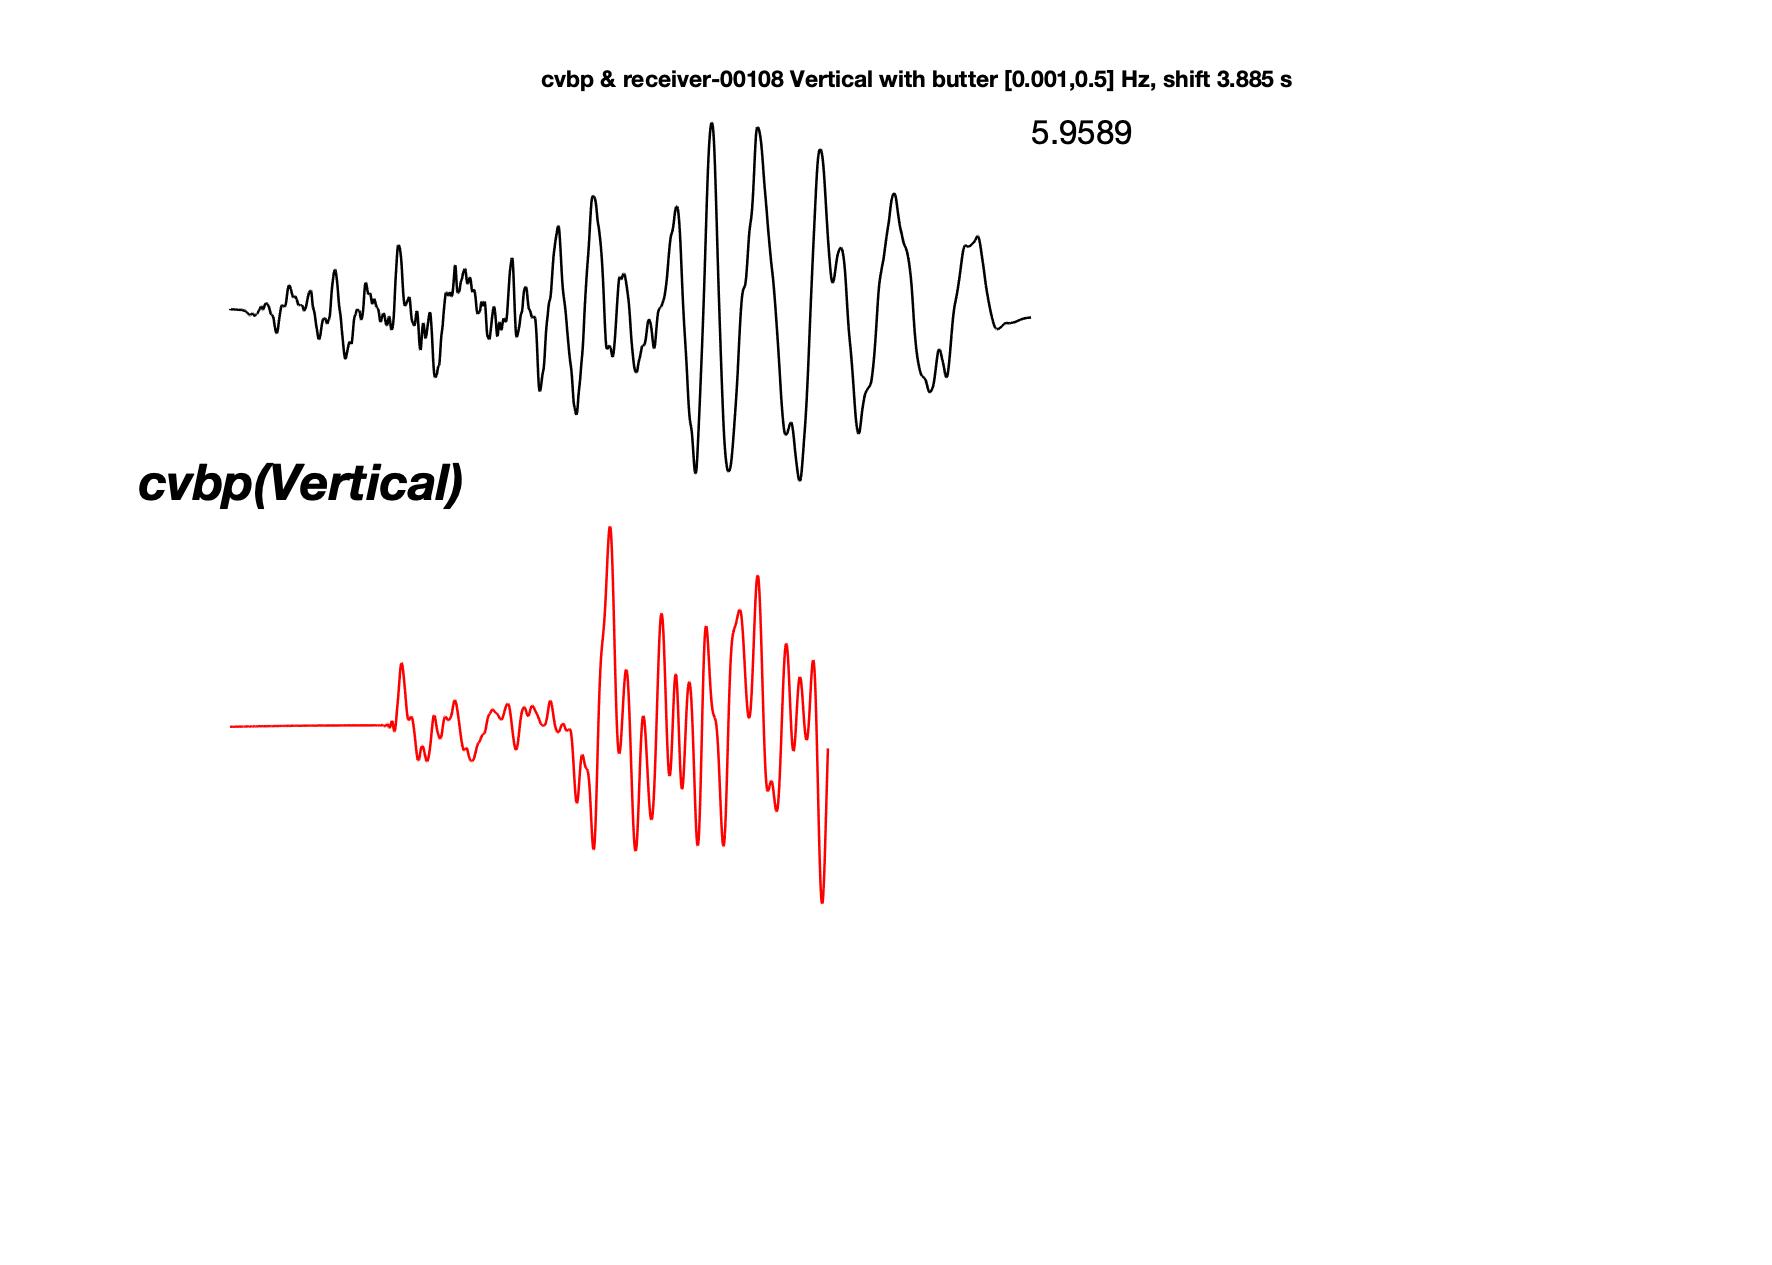 cvbp & receiver-00108 Vertical with butter [0.001,0.5] Hz, shift 3.885 s
5.9589
cvbp(Vertical)